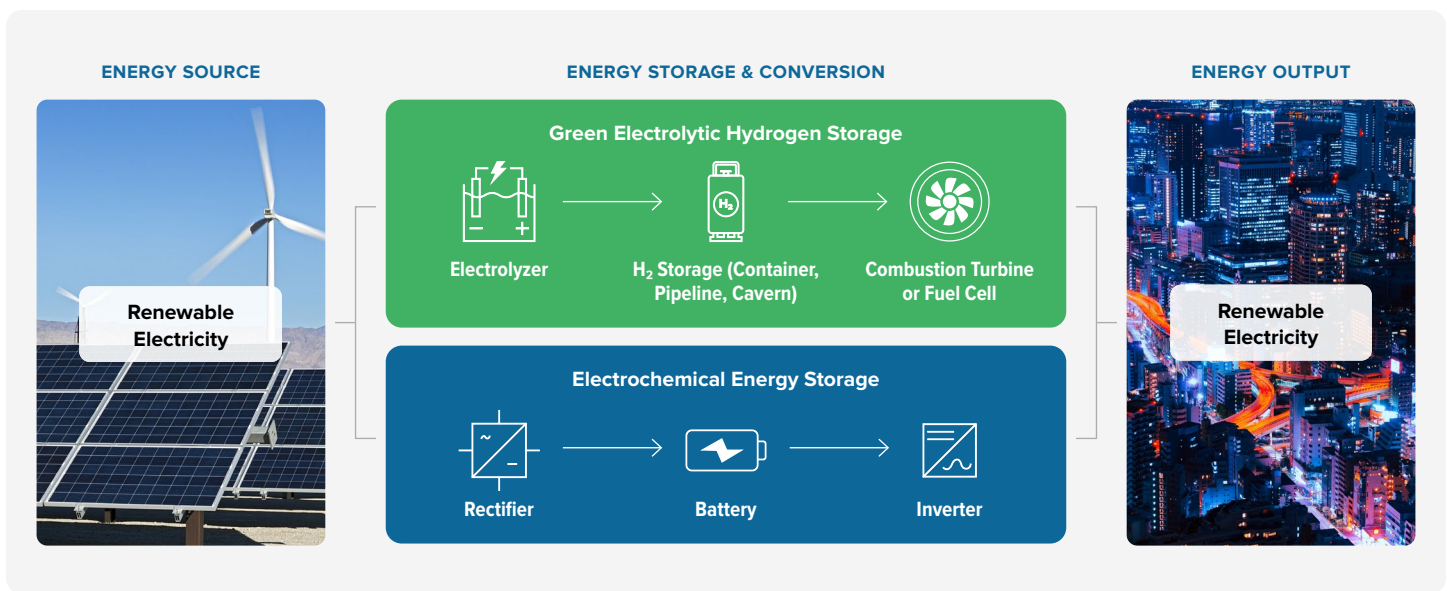 ENERGY SOURCE
ENERGY STORAGE & CONVERSION
ENERGY OUTPUT
Renewable
Electricity
Green Electrolytic Hydrogen Storage
H₂
Electrolyzer
H₂ Storage (Container,
Pipeline, Cavern)
Combustion Turbine
or Fuel Cell
Electrochemical Energy Storage
Rectifier
Battery
Inverter
Renewable
Electricity